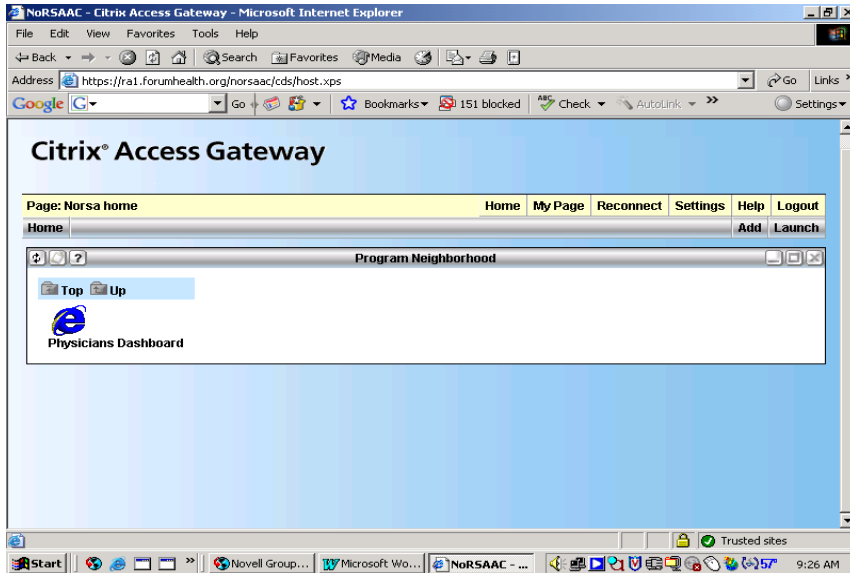 NoRSAAC - Citrix Access Gateway - Microsoft Internet Explorer
File Edit View Favorites Tools Help
Back Search Favorites Media
Address https://ra1.forumhealth.org/norsaac/cds/host.xps Go Links »
Google G Go Bookmarks 151 blocked ABC Check AutoLink » Settings
Citrix® Access Gateway
Page: Norsa home Home My Page Reconnect Settings Help Logout
Home Add Launch
? Program Neighborhood
Top Up
Physicians Dashboard
Trusted sites
Start » Novell Group... Microsoft Wo... NoRSAAC - ... 57° 9:26 AM